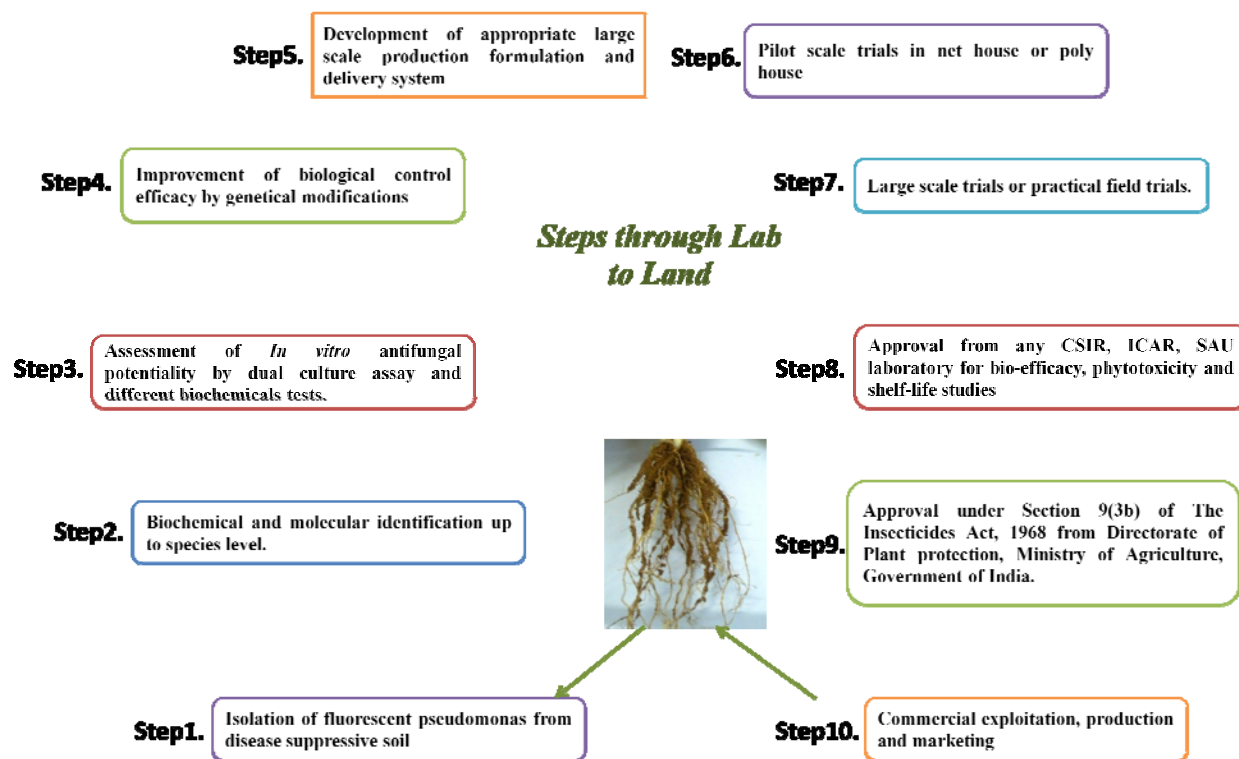 Step5.
Development of appropriate large
scale production formulation and
delivery system
Step6.
Pilot scale trials in net house or poly
house
Step4.
Improvement of biological control
efficacy by genetical modifications
Step7.
Large scale trials or practical field trials.
Steps through Lab
to Land
Step3.
Assessment of In vitro antifungal
potentiality by dual culture assay and
different biochemicals tests.
Step8.
Approval from any CSIR, ICAR, SAU
laboratory for bio-efficacy, phytotoxicity and
shelf-life studies
Step2.
Biochemical and molecular identification up
to species level.
Step9.
Approval under Section 9(3b) of The
Insecticides Act, 1968 from Directorate of
Plant protection, Ministry of Agriculture,
Government of India.
Step1.
Isolation of fluorescent pseudomonas from
disease suppressive soil
Step10.
Commercial exploitation, production
and marketing